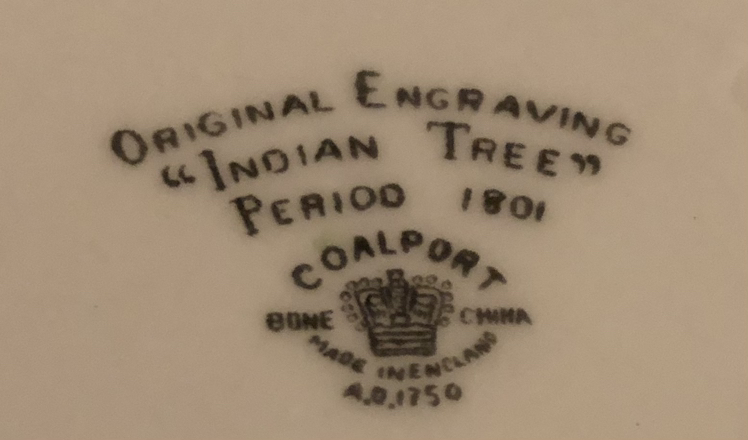 ORIGINAL ENGRAVING
“INDIAN TREE”
PERIOD 1801
COALPORT
BONE CHINA
MADE IN ENGLAND
A.D. 1750